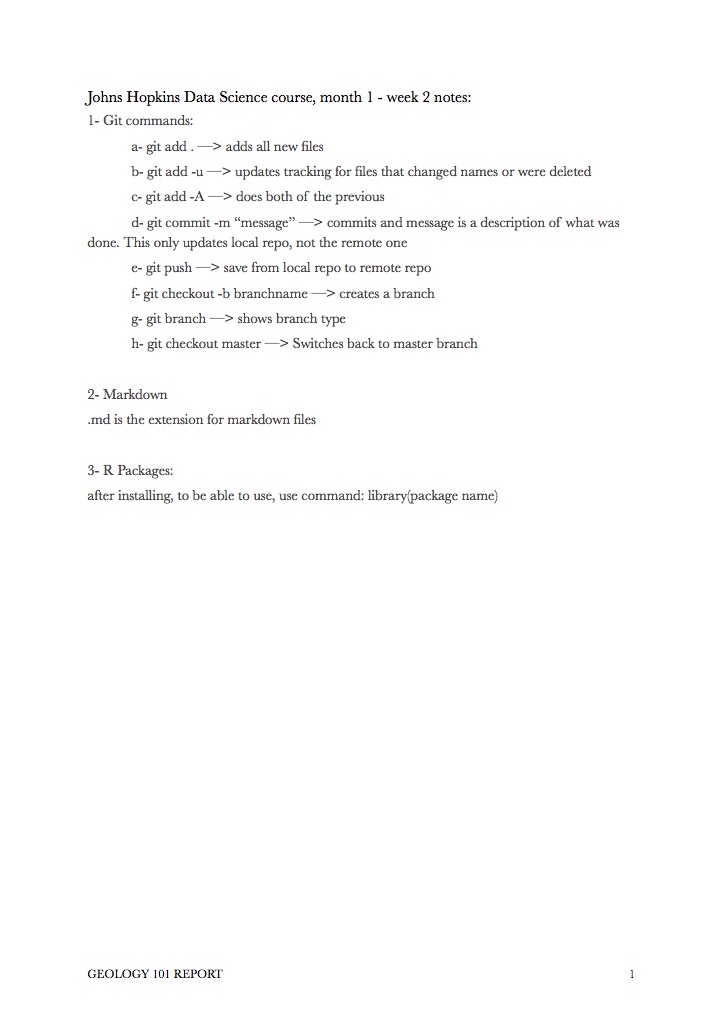 Johns Hopkins Data Science course, month 1 - week 2 notes:
1- Git commands:
a- git add . —> adds all new files
b- git add -u —> updates tracking for files that changed names or were deleted
c- git add -A —> does both of the previous
d- git commit -m “message” —> commits and message is a description of what was
done. This only updates local repo, not the remote one
e- git push —> save from local repo to remote repo
f- git checkout -b branchname —> creates a branch
g- git branch —> shows branch type
h- git checkout master —> Switches back to master branch
2- Markdown
.md is the extension for markdown files
3- R Packages:
after installing, to be able to use, use command: library(package name)
GEOLOGY 101 REPORT 1